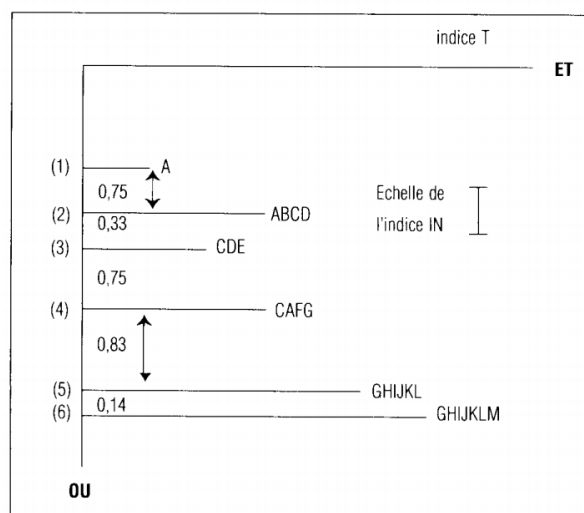 indice T
ET
(1) A
0,75
Echelle de
l'indice IN
(2) ABCD
0,33
(3) CDE
0,75
(4) CAFG
0,83
(5) GHIJKL
0,14
(6) GHIJKLM
OU